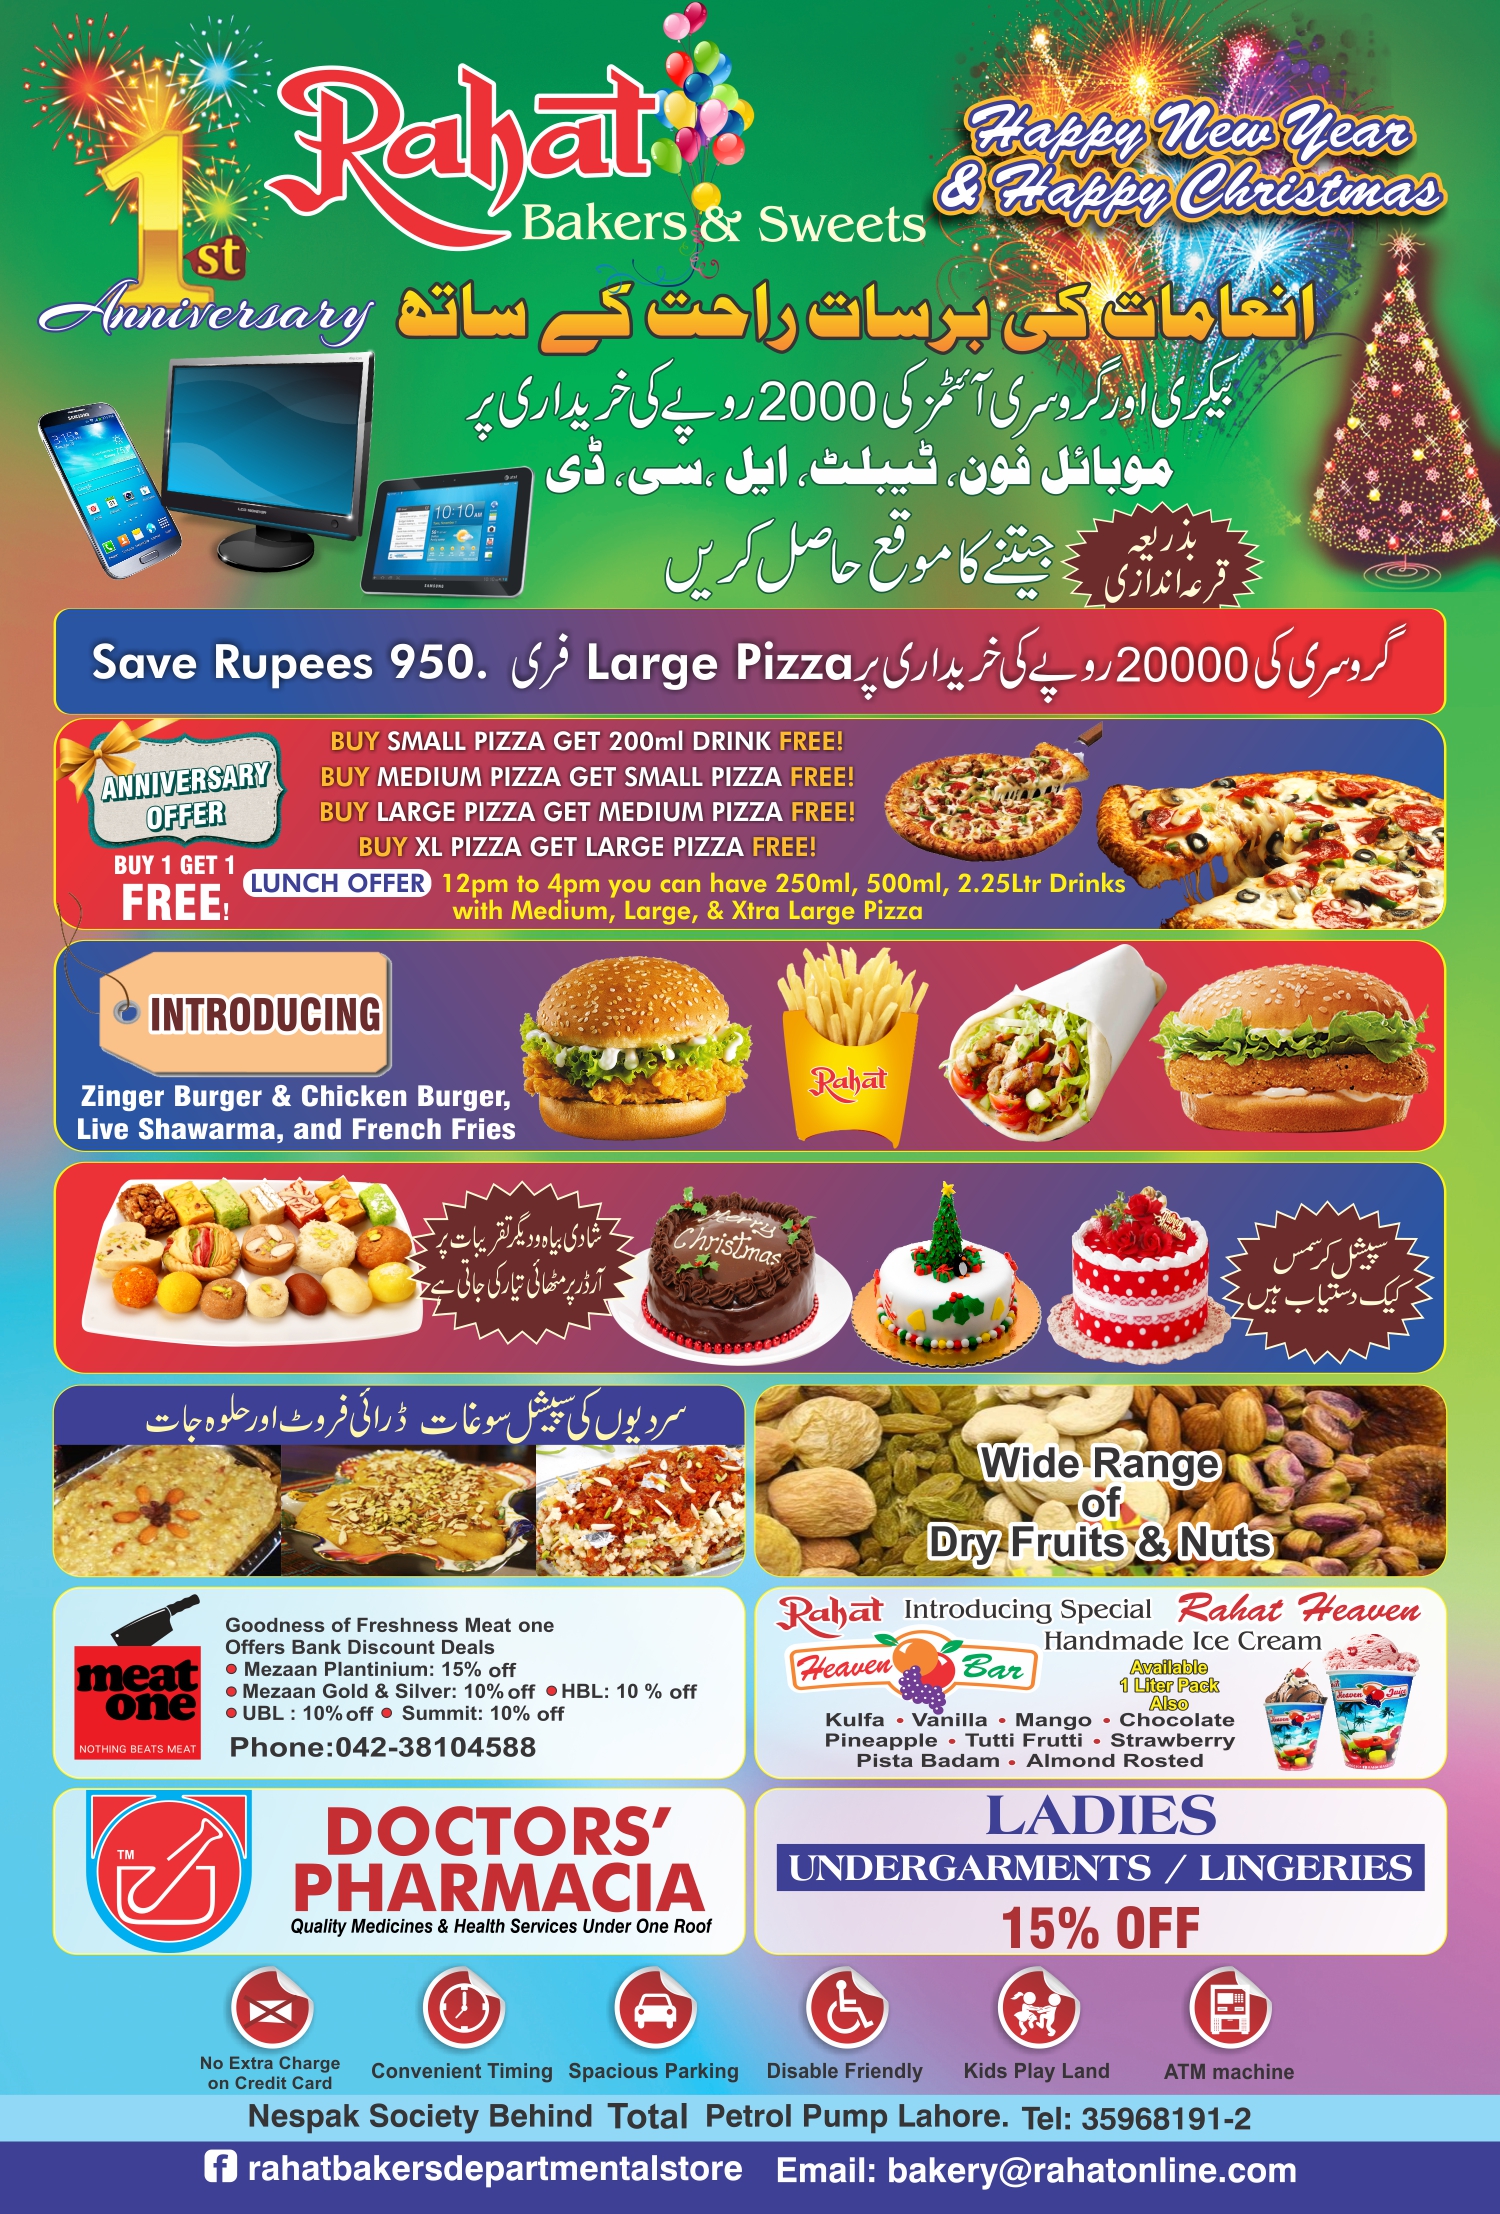 1st
Anniversary
Rahat
Bakers & Sweets
Happy New Year
& Happy Christmas
انعامات کی برسات راحت کے ساتھ
بیکری اور گروسری آئٹمز کی 2000 روپے کی خریداری پر
موبائل فون، ٹیبلٹ، ایل، سی، ڈی
جیتنے کا موقع حاصل کریں
بذریعہ
قرعہ اندازی
SAMSUNG
3:15
Google
10:10 AM
SAMSUNG
گروسری کی 20000 روپے کی خریداری پر Large Pizza فری Save Rupees 950.
ANNIVERSARY
OFFER
BUY 1 GET 1
FREE!
BUY SMALL PIZZA GET 200ml DRINK FREE!
BUY MEDIUM PIZZA GET SMALL PIZZA FREE!
BUY LARGE PIZZA GET MEDIUM PIZZA FREE!
BUY XL PIZZA GET LARGE PIZZA FREE!
LUNCH OFFER 12pm to 4pm you can have 250ml, 500ml, 2.25Ltr Drinks
with Medium, Large, & Xtra Large Pizza
INTRODUCING
Zinger Burger & Chicken Burger,
Live Shawarma, and French Fries
Rahat
شادی بیاہ و دیگر تقریبات پر
آرڈر پر مٹھائی تیار کی جاتی ہے
Merry
Christmas
سپیشل کرسمس
کیک دستیاب ہیں
سردیوں کی سپیشل سوغات ڈرائی فروٹ اور حلوہ جات
Wide Range
of
Dry Fruits & Nuts
meat
one
NOTHING BEATS MEAT
Goodness of Freshness Meat one
Offers Bank Discount Deals
• Mezaan Plantinium: 15% off
• Mezaan Gold & Silver: 10% off • HBL: 10 % off
• UBL : 10% off • Summit: 10% off
Phone:042-38104588
Rahat Introducing Special Rahat Heaven
Handmade Ice Cream
Heaven Bar
Available
1 Liter Pack
Also
Kulfa • Vanilla • Mango • Chocolate
Pineapple • Tutti Frutti • Strawberry
Pista Badam • Almond Rosted
Heaven Juice
TM
DOCTORS’
PHARMACIA
Quality Medicines & Health Services Under One Roof
LADIES
UNDERGARMENTS / LINGERIES
15% OFF
No Extra Charge
on Credit Card
Convenient Timing
Spacious Parking
Disable Friendly
Kids Play Land
ATM machine
Nespak Society Behind Total Petrol Pump Lahore. Tel: 35968191-2
rahatbakersdepartmentalstore Email: bakery@rahatonline.com